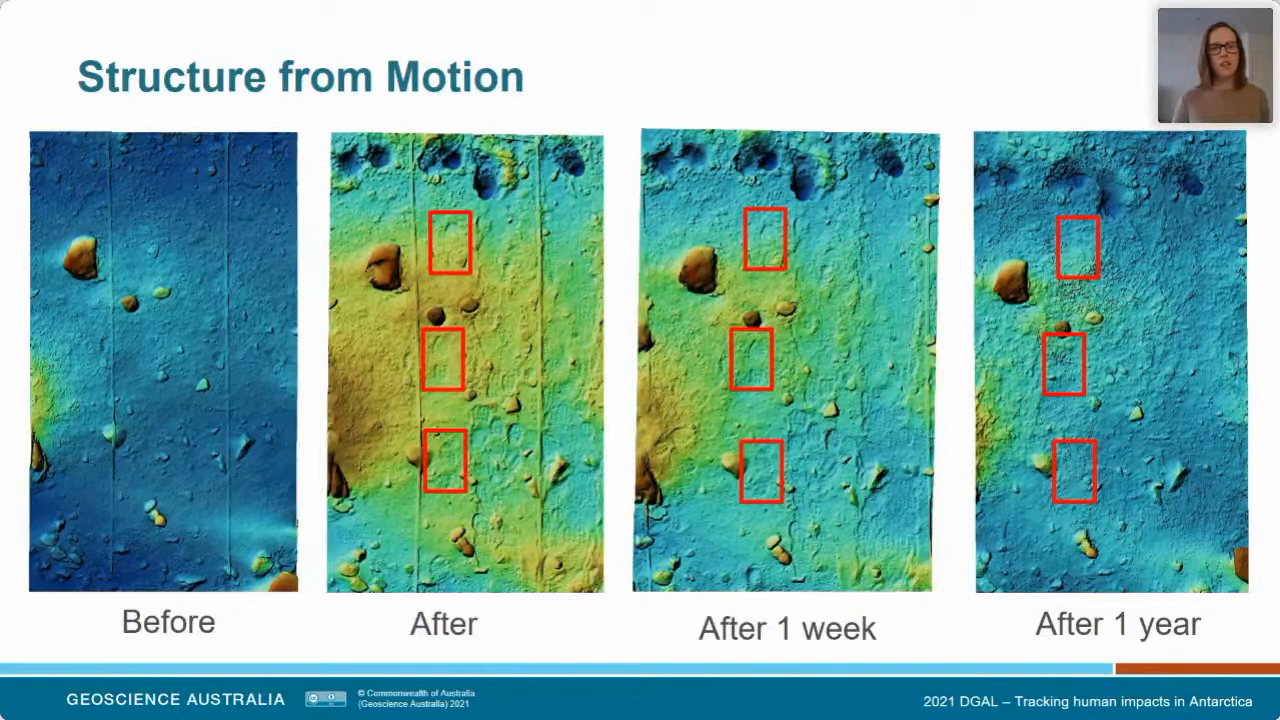 Structure from Motion
Before
After
After 1 week
After 1 year
GEOSCIENCE AUSTRALIA
© Commonwealth of Australia
(Geoscience Australia) 2021
2021 DGAL – Tracking human impacts in Antarctica